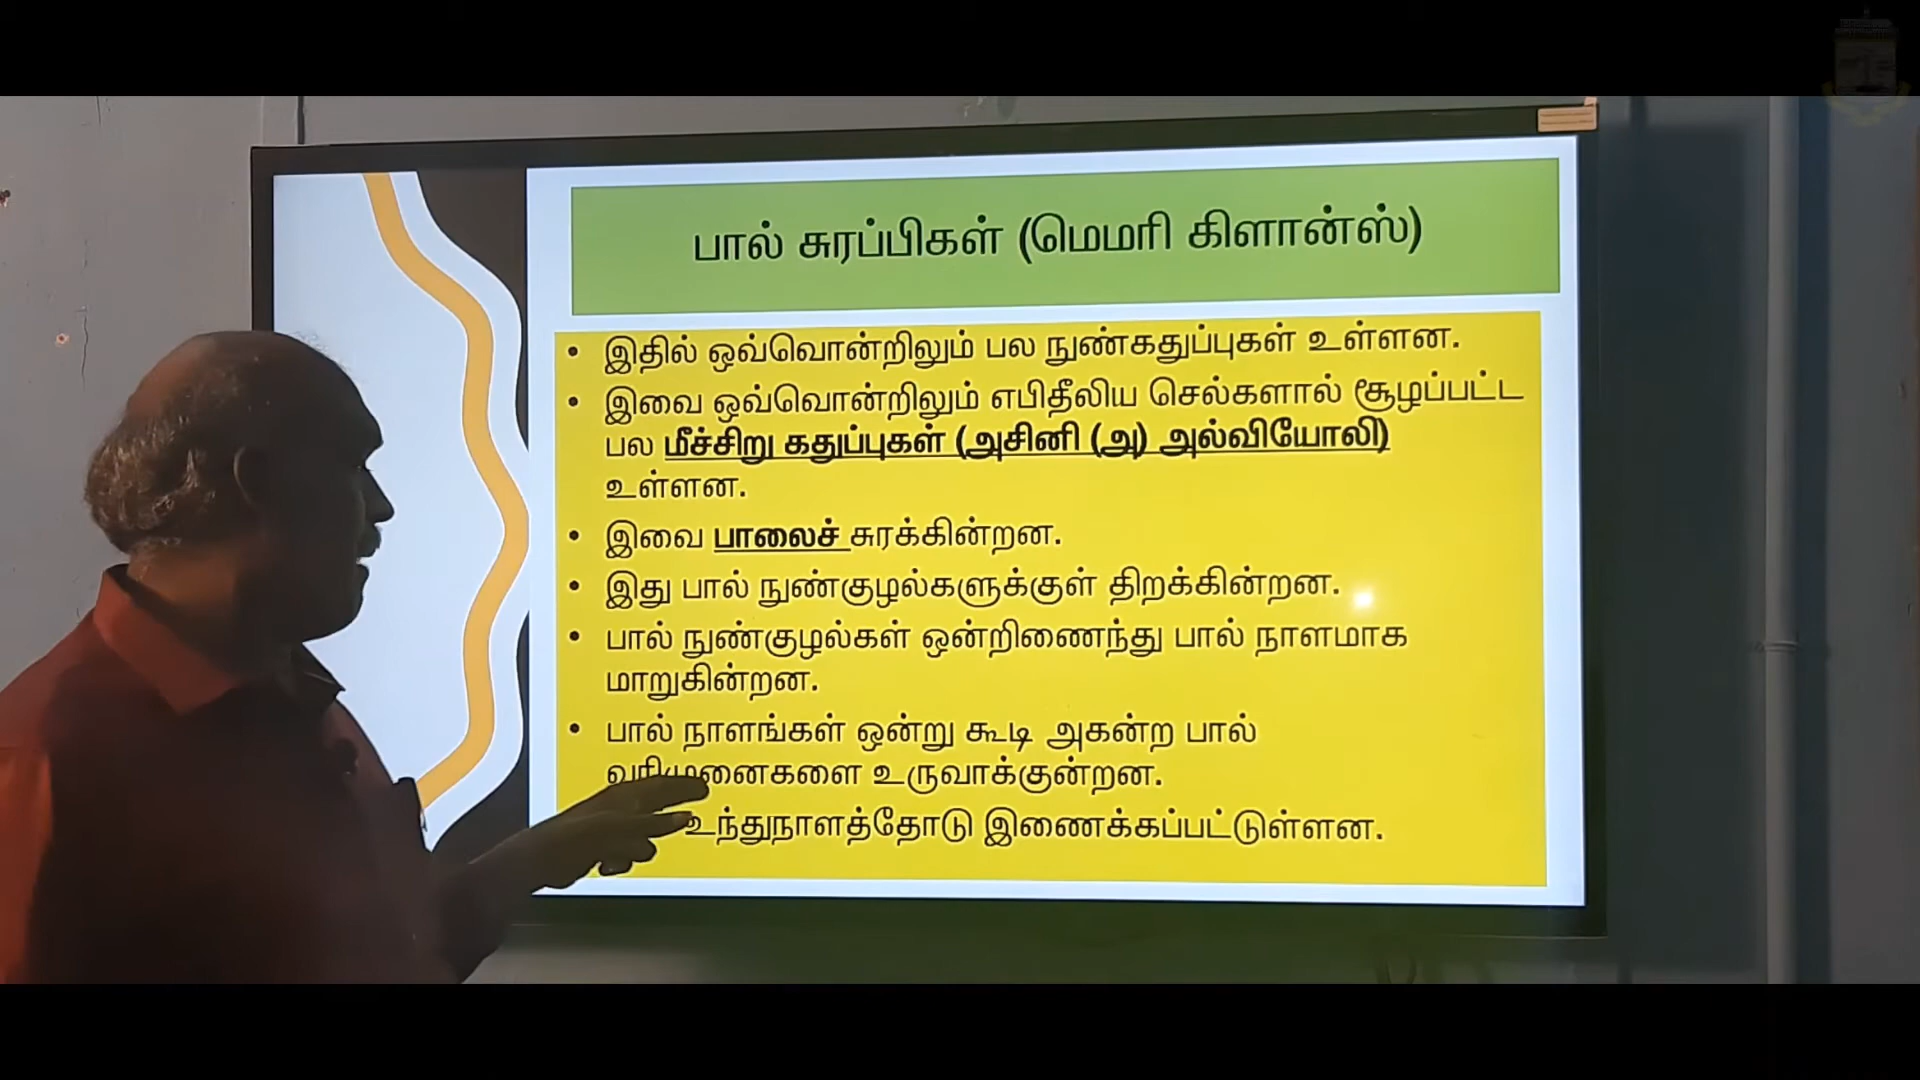 பால் சுரப்பிகள் (மெமரி கிளான்ஸ்)
• இதில் ஒவ்வொன்றிலும் பல நுண்கதுப்புகள் உள்ளன.
• இவை ஒவ்வொன்றிலும் எபிதீலிய செல்களால் சூழப்பட்ட
பல மீச்சிறு கதுப்புகள் (அசினி (அ) அல்வியோலி)
உள்ளன.
• இவை பாலைச் சுரக்கின்றன.
• இது பால் நுண்குழல்களுக்குள் திறக்கின்றன.
• பால் நுண்குழல்கள் ஒன்றிணைந்து பால் நாளமாக
மாறுகின்றன.
• பால் நாளங்கள் ஒன்று கூடி அகன்ற பால்
உருவாக்குன்றன.
உந்துநாளத்தோடு இணைக்கப்பட்டுள்ளன.